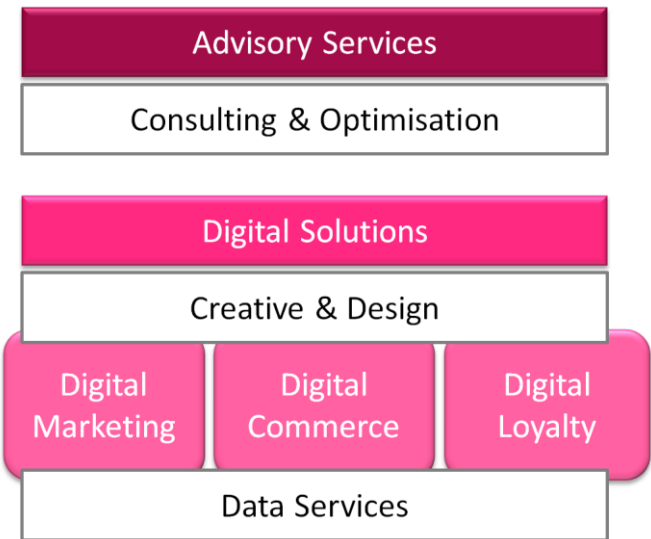 Advisory Services
Consulting & Optimisation
Digital Solutions
Creative & Design
Digital
Marketing
Digital
Commerce
Digital
Loyalty
Data Services